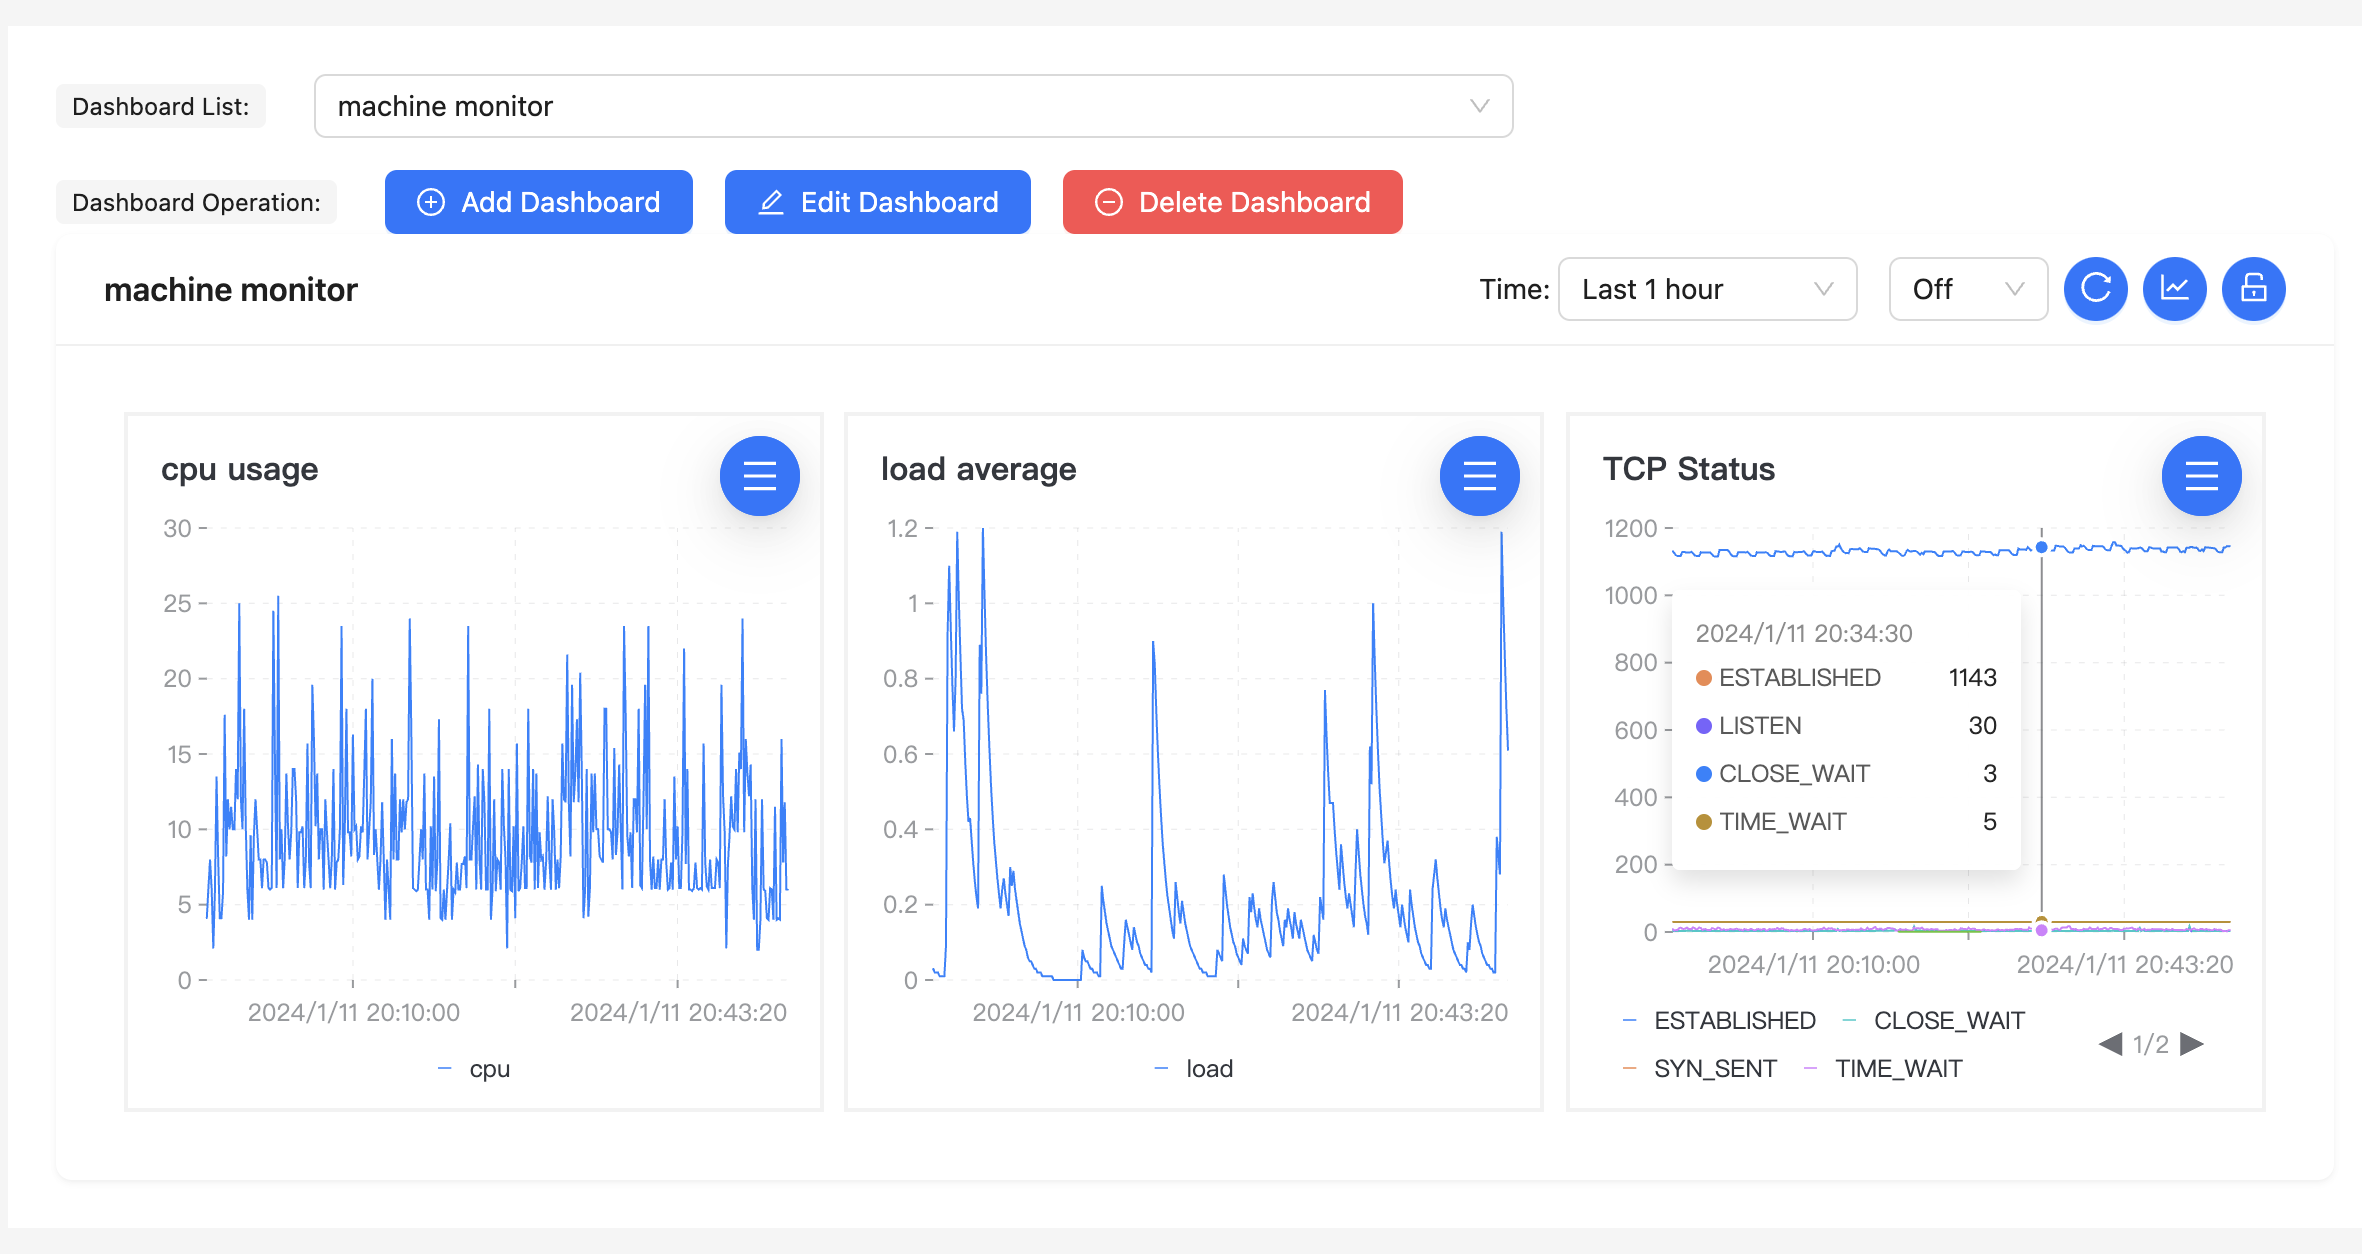 Dashboard List:
machine monitor
Dashboard Operation:
Add Dashboard
Edit Dashboard
Delete Dashboard
machine monitor
Time:
Last 1 hour
Off
cpu usage
30
25
20
15
10
5
0
2024/1/11 20:10:00
2024/1/11 20:43:20
cpu
load average
1.2
1
0.8
0.6
0.4
0.2
0
2024/1/11 20:10:00
2024/1/11 20:43:20
load
TCP Status
1200
1000
800
600
400
200
0
2024/1/11 20:34:30
ESTABLISHED 1143
LISTEN 30
CLOSE_WAIT 3
TIME_WAIT 5
2024/1/11 20:10:00
2024/1/11 20:43:20
ESTABLISHED CLOSE_WAIT
SYN_SENT TIME_WAIT
1/2